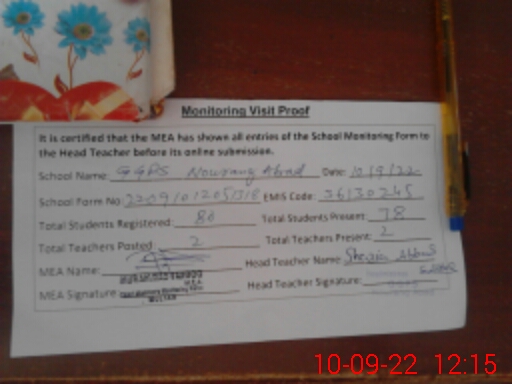 Monitoring Visit Proof
It is certified that the MEA has shown all entries of the School Monitoring Form to
the Head Teacher before its online submission.
School Name: GGPS Nowrang Abad Date: 10/9/22
School Form No: EMIS Code: 36130245
Total Students Registered: 80 Total Students Present: 78
Total Teachers Posted 2 Total Teachers Present: 2
MEA Name: Head Teacher Name: Shazia Abbas
MEA Signature Head Teacher Signature:
10-09-22 12:15